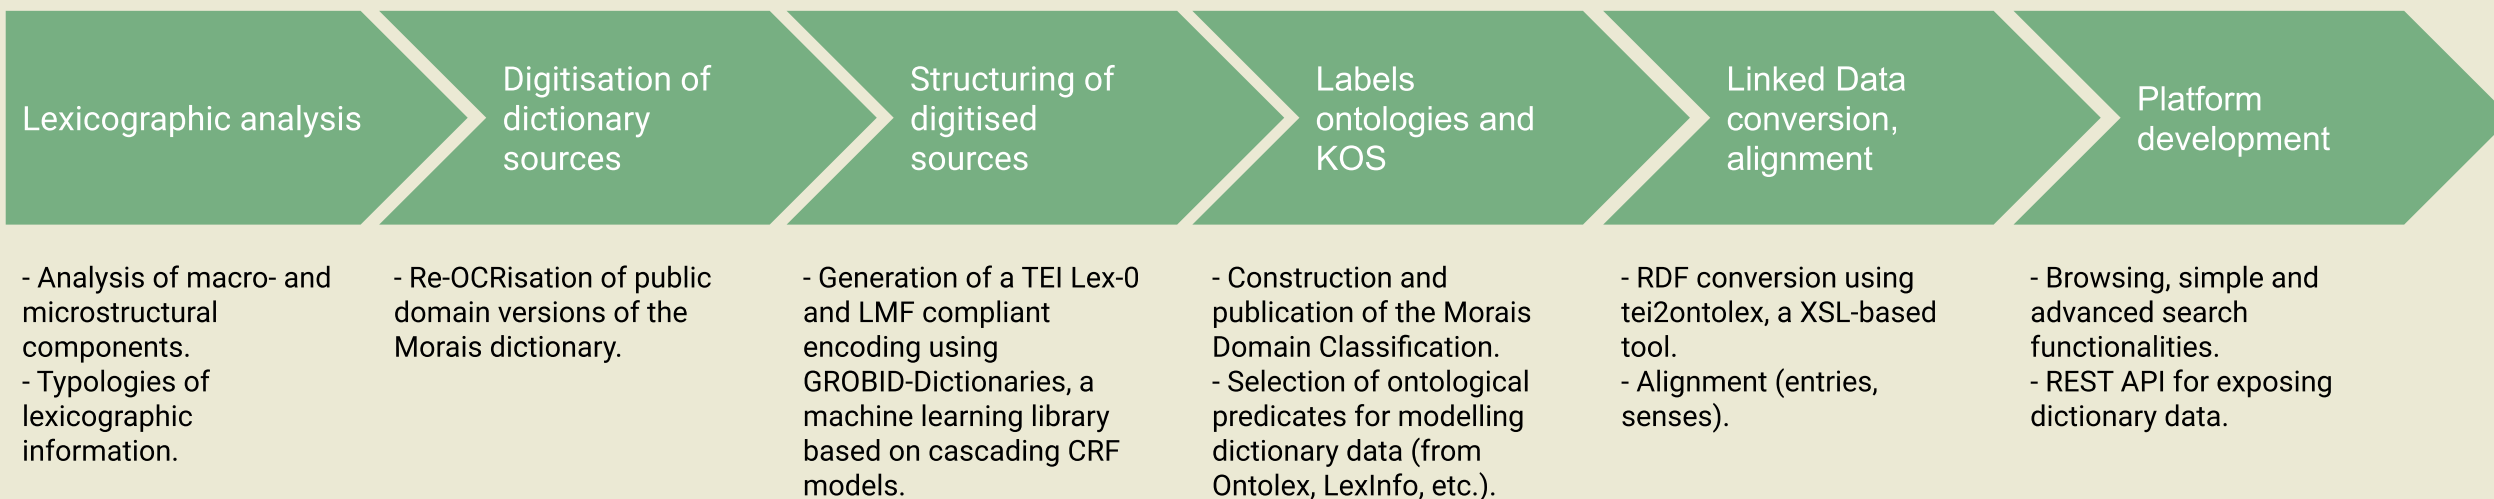 Lexicographic analysis
Digitisation of
dictionary
sources
Structuring of
digitised
sources
Labels
ontologies and
KOS
Linked Data
conversion,
alignment
Platform
development
- Analysis of macro- and
microstructural
components.
- Typologies of
lexicographic
information.
- Re-OCRisation of public
domain versions of the
Morais dictionary.
- Generation of a TEI Lex-0
and LMF compliant
encoding using
GROBID-Dictionaries, a
machine learning library
based on cascading CRF
models.
- Construction and
publication of the Morais
Domain Classification.
- Selection of ontological
predicates for modelling
dictionary data (from
Ontolex, LexInfo, etc.).
- RDF conversion using
tei2ontolex, a XSL-based
tool.
- Alignment (entries,
senses).
- Browsing, simple and
advanced search
functionalities.
- REST API for exposing
dictionary data.